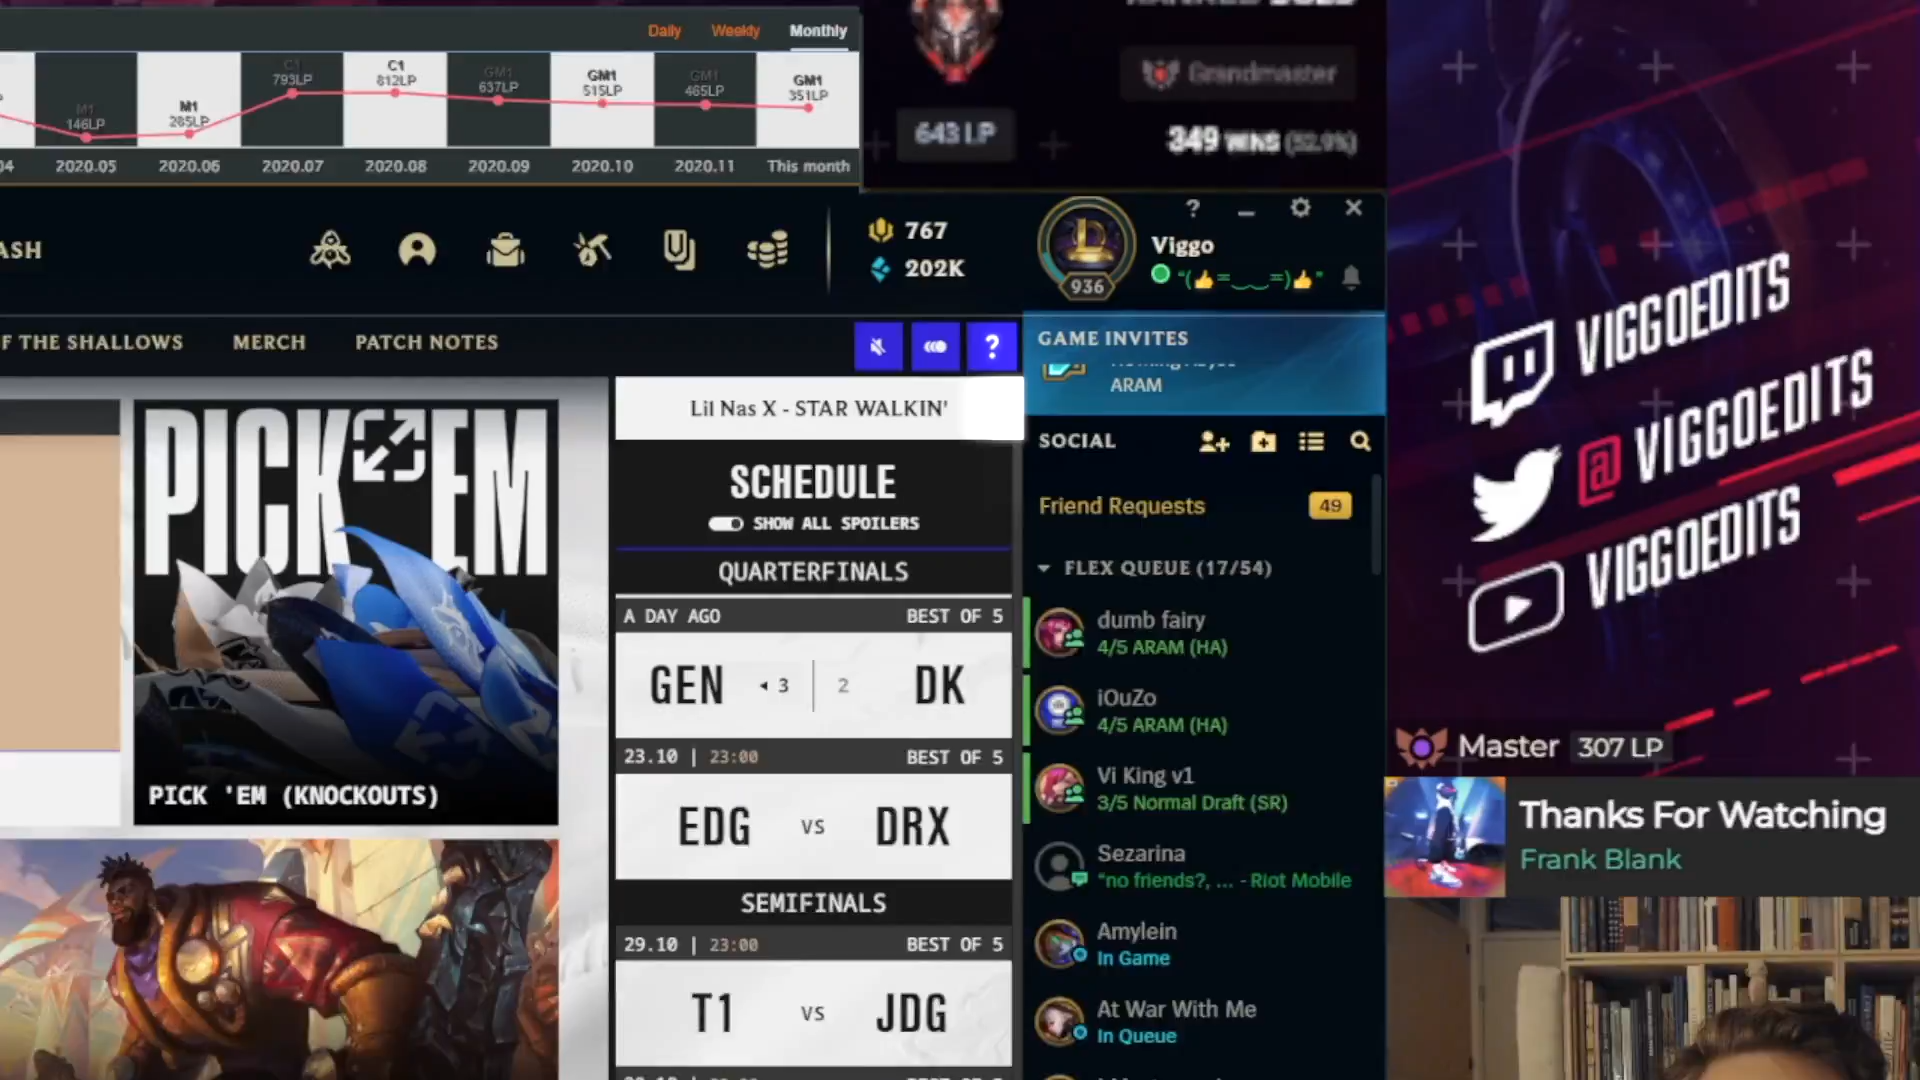 Daily Weekly Monthly
M1
146LP
M1
285LP
C1
793LP
C1
812LP
GM1
637LP
GM1
515LP
GM1
465LP
GM1
351LP
04 2020.05 2020.06 2020.07 2020.08 2020.09 2020.10 2020.11 This month
Grandmaster
643 LP
349 WINS (52.9%)
ASH
767
202K
936
Viggo
"(👍=‿‿=)👍"
F THE SHALLOWS MERCH PATCH NOTES
?
GAME INVITES
ARAM
Lil Nas X - STAR WALKIN'
SCHEDULE
SHOW ALL SPOILERS
QUARTERFINALS
A DAY AGO BEST OF 5
GEN 3 2 DK
23.10 | 23:00 BEST OF 5
EDG VS DRX
SEMIFINALS
29.10 | 23:00 BEST OF 5
T1 VS JDG
PICK 'EM
PICK 'EM (KNOCKOUTS)
SOCIAL
Friend Requests 49
FLEX QUEUE (17/54)
dumb fairy
4/5 ARAM (HA)
iOuZo
4/5 ARAM (HA)
Vi King v1
3/5 Normal Draft (SR)
Sezarina
"no friends?, ... - Riot Mobile
Amylein
In Game
At War With Me
In Queue
VIGGOEDITS
@VIGGOEDITS
VIGGOEDITS
Master 307 LP
Thanks For Watching
Frank Blank